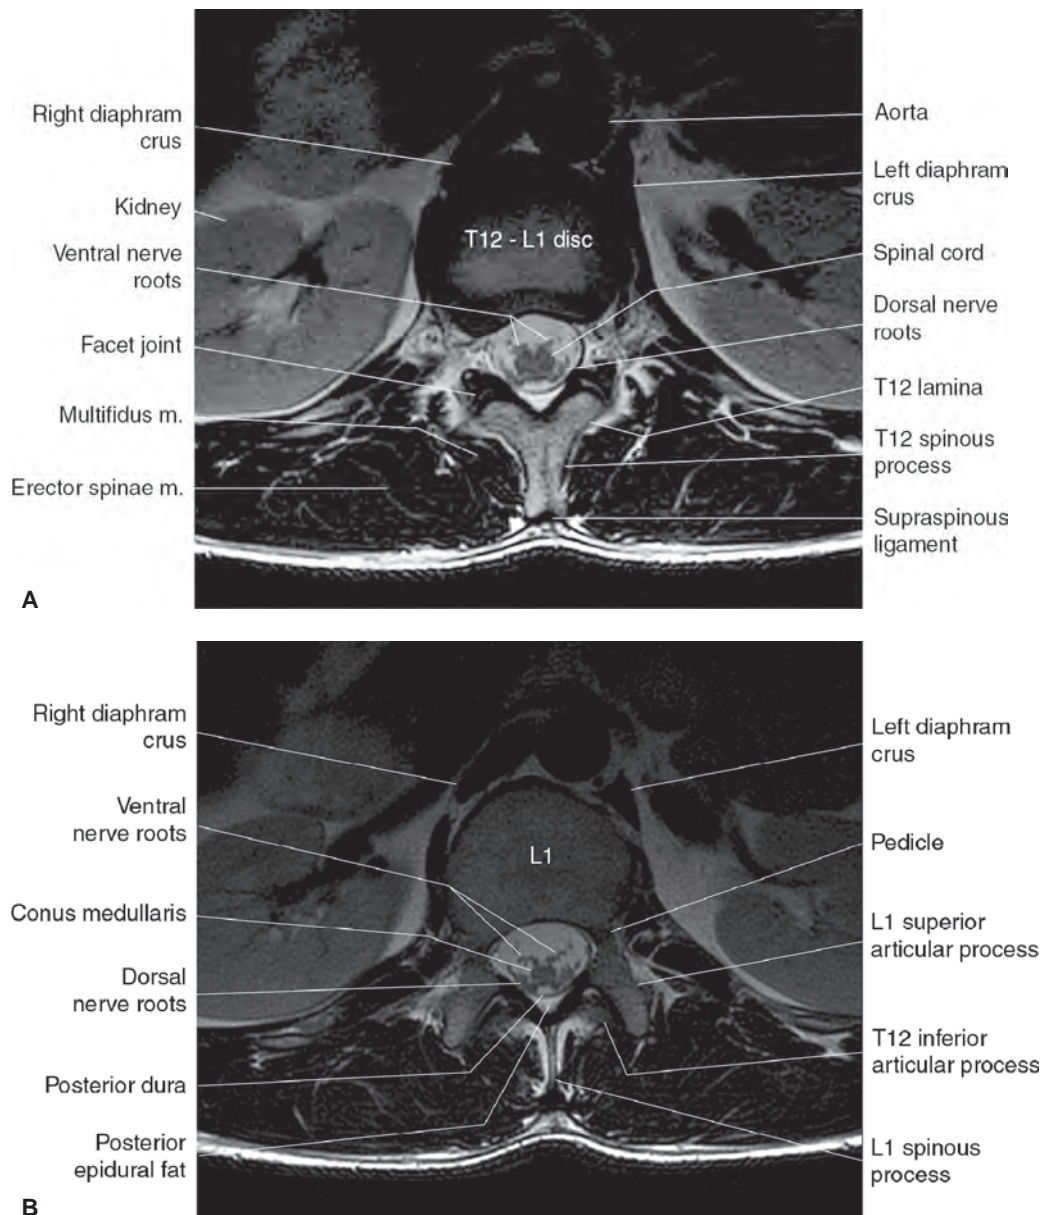 Right diaphram
crus
Kidney
Ventral nerve
roots
Facet joint
Multifidus m.
Erector spinae m.
T12 - L1 disc
Aorta
Left diaphram
crus
Spinal cord
Dorsal nerve
roots
T12 lamina
T12 spinous
process
Supraspinous
ligament
A
Right diaphram
crus
Ventral
nerve roots
Conus medullaris
Dorsal
nerve roots
Posterior dura
Posterior
epidural fat
L1
Left diaphram
crus
Pedicle
L1 superior
articular process
T12 inferior
articular process
L1 spinous
process
B